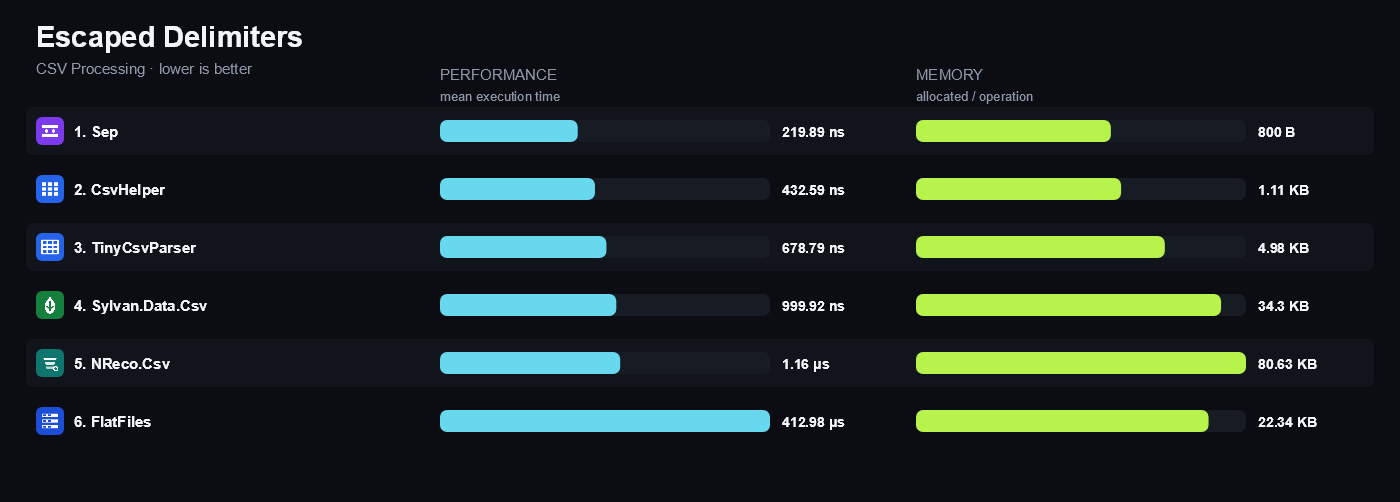 Escaped Delimiters
CSV Processing · lower is better
PERFORMANCE
mean execution time
MEMORY
allocated / operation
1. Sep 219.89 ns 800 B
2. CsvHelper 432.59 ns 1.11 KB
3. TinyCsvParser 678.79 ns 4.98 KB
4. Sylvan.Data.Csv 999.92 ns 34.3 KB
5. NReco.Csv 1.16 µs 80.63 KB
6. FlatFiles 412.98 µs 22.34 KB